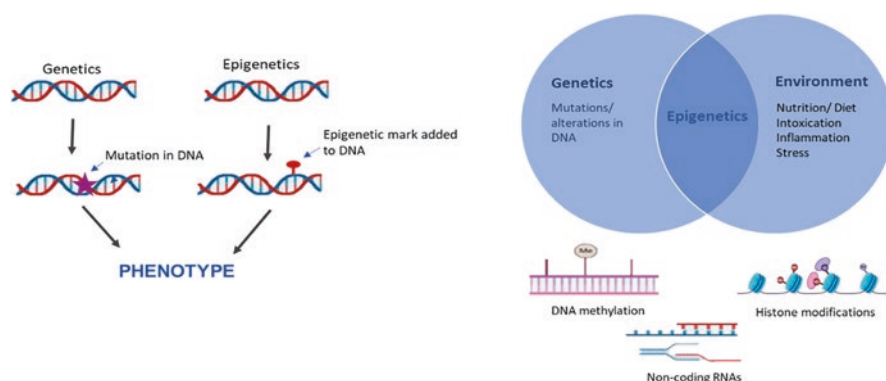 Genetics
Epigenetics
Mutation in DNA
Epigenetic mark added
to DNA
PHENOTYPE
Genetics
Mutations/
alterations in
DNA
Epigenetics
Environment
Nutrition/ Diet
Intoxication
Inflammation
Stress
Me
DNA methylation
Histone modifications
Non-coding RNAs